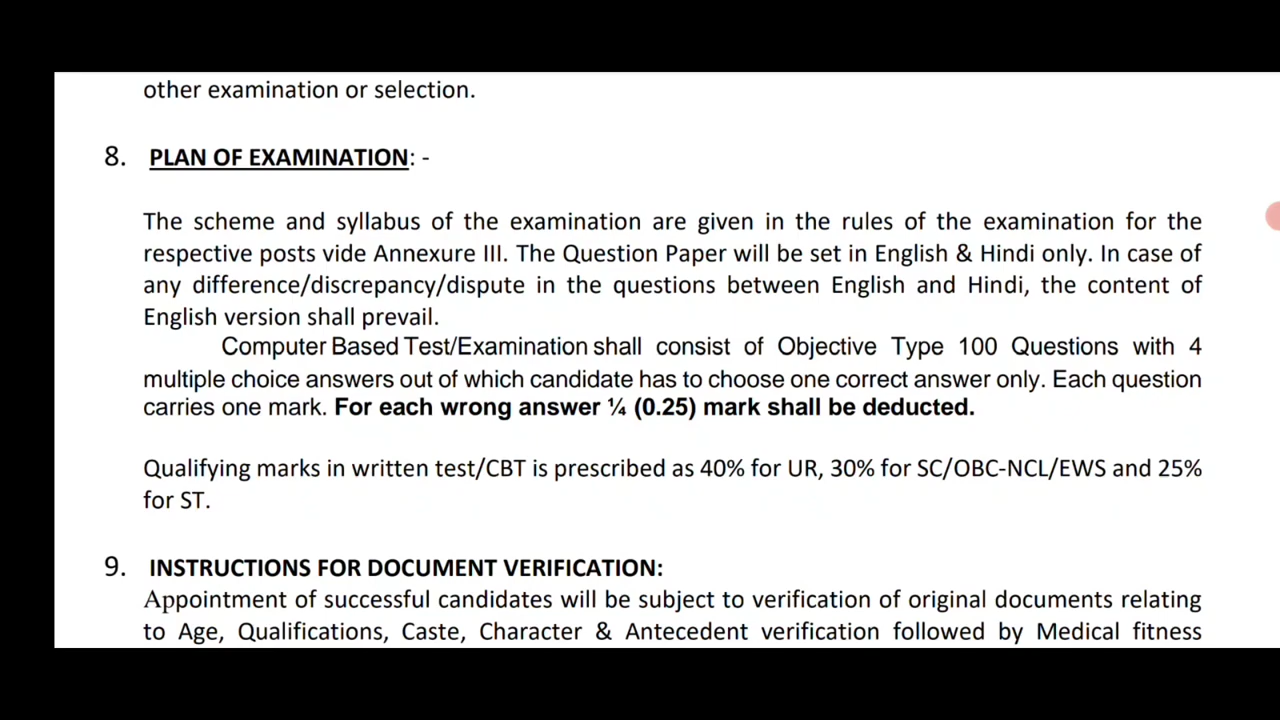 other examination or selection.
8. PLAN OF EXAMINATION: -
The scheme and syllabus of the examination are given in the rules of the examination for the
respective posts vide Annexure III. The Question Paper will be set in English & Hindi only. In case of
any difference/discrepancy/dispute in the questions between English and Hindi, the content of
English version shall prevail.
Computer Based Test/Examination shall consist of Objective Type 100 Questions with 4
multiple choice answers out of which candidate has to choose one correct answer only. Each question
carries one mark. For each wrong answer ¼ (0.25) mark shall be deducted.
Qualifying marks in written test/CBT is prescribed as 40% for UR, 30% for SC/OBC-NCL/EWS and 25%
for ST.
9. INSTRUCTIONS FOR DOCUMENT VERIFICATION:
Appointment of successful candidates will be subject to verification of original documents relating
to Age, Qualifications, Caste, Character & Antecedent verification followed by Medical fitness